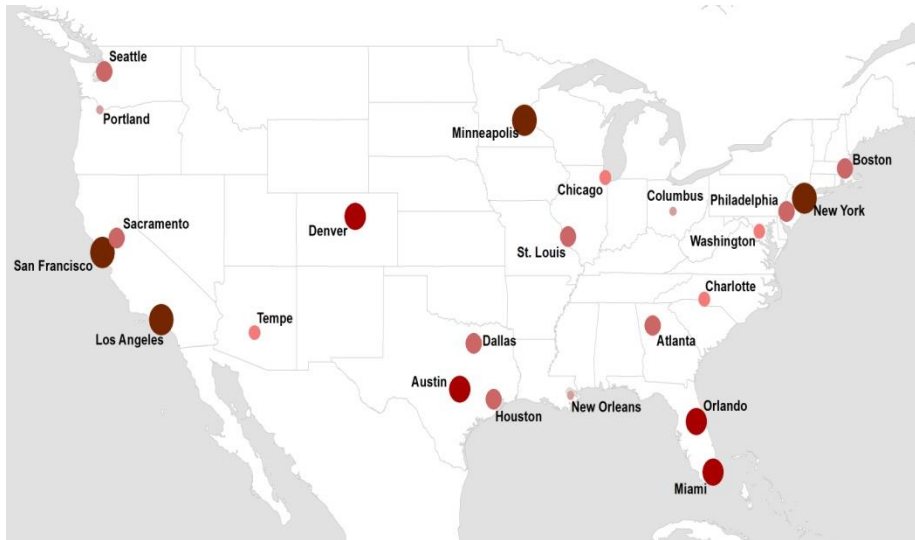 Seattle
Portland
Minneapolis
Boston
Chicago
Columbus
Philadelphia
New York
Sacramento
Denver
Washington
St. Louis
San Francisco
Charlotte
Tempe
Los Angeles
Dallas
Atlanta
Austin
New Orleans
Orlando
Houston
Miami